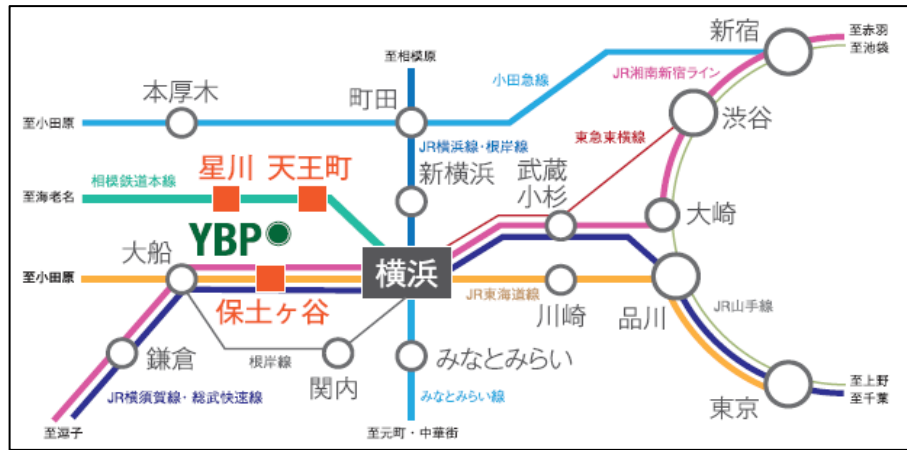 新宿
至赤羽
至池袋
至相模原
JR湘南新宿ライン
小田急線
本厚木
町田
渋谷
至小田原
東急東横線
JR横浜線・根岸線
星川 天王町
武蔵
小杉
新横浜
相模鉄道本線
至海老名
大崎
YBP
大船
横浜
至小田原
JR東海道線
保土ヶ谷
川崎
品川
JR山手線
鎌倉
根岸線
関内
みなとみらい
JR横須賀線・総武快速線
みなとみらい線
東京
至上野
至千葉
至逗子
至元町・中華街